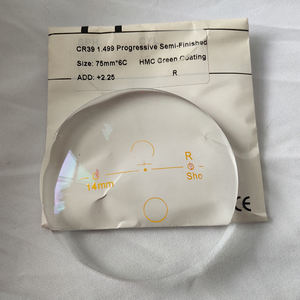 CR39 1.499 Progressive Semi-Finished
Size: 75mm*6C HMC Green Coating
ADD: +2.25 R
R
14mm
Sho
CE